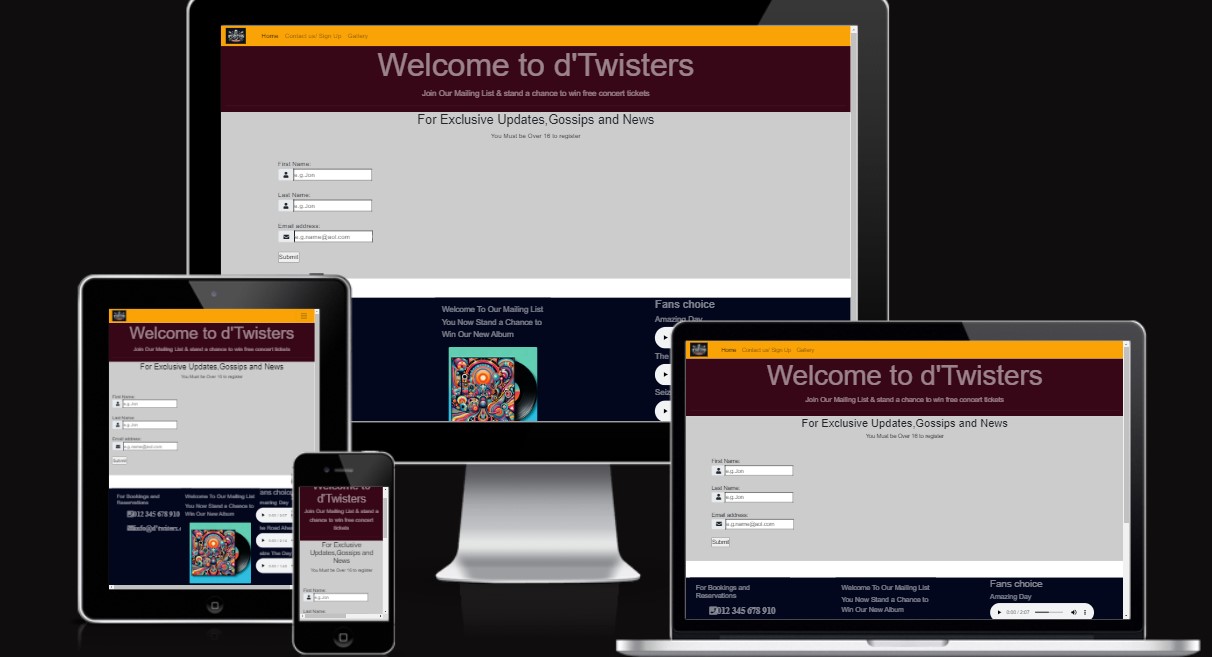 Home Contact us/ Sign Up Gallery
Welcome to d'Twisters
Join Our Mailing List & stand a chance to win free concert tickets
For Exclusive Updates,Gossips and News
You Must be Over 16 to register
First Name:
e.g.Jon
Last Name:
e.g.Jon
Email address:
e.g.name@aol.com
Submit
Welcome To Our Mailing List
You Now Stand a Chance to
Win Our New Album
Fans choice
Amazing Day
The
Welcome to d'Twisters
Join Our Mailing List & stand a chance to win free concert tickets
For Exclusive Updates,Gossips and News
You Must be Over 16 to register
First Name:
e.g.Jon
Last Name:
e.g.Jon
Email address:
e.g.name@aol.com
Submit
For Bookings and
Reservations
012 345 678 910
Welcome To Our Mailing List
You Now Stand a Chance to
Win Our New Album
Welcome to
d'Twisters
Join Our Mailing List & stand a
chance to win free concert
tickets
For Exclusive
Updates,Gossips and
News
You Must be Over 16 to register
First Name:
e.g.Jon
Last Name:
Home Contact us/ Sign Up Gallery
Welcome to d'Twisters
Join Our Mailing List & stand a chance to win free concert tickets
For Exclusive Updates,Gossips and News
You Must be Over 16 to register
First Name:
e.g.Jon
Last Name:
e.g.Jon
Email address:
e.g.name@aol.com
Submit
For Bookings and
Reservations
012 345 678 910
Welcome To Our Mailing List
You Now Stand a Chance to
Win Our New Album
Fans choice
Amazing Day
0:00 / 2:07